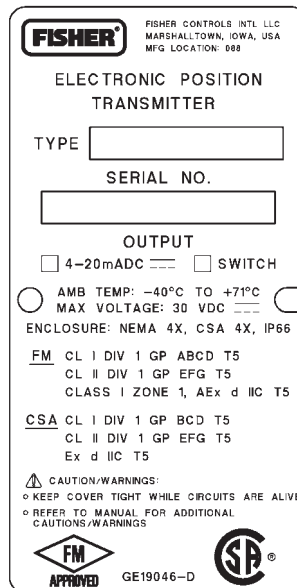 FISHER®
FISHER CONTROLS INTL LLC
MARSHALLTOWN, IOWA, USA
MFG LOCATION: D88
ELECTRONIC POSITION
TRANSMITTER
TYPE
SERIAL NO.
OUTPUT
4-20mADC SWITCH
AMB TEMP: -40°C TO +71°C
MAX VOLTAGE: 30 VDC
ENCLOSURE: NEMA 4X, CSA 4X, IP66
FM CL I DIV 1 GP ABCD T5
CL II DIV 1 GP EFG T5
CLASS I ZONE 1, AEx d IIC T5
CSA CL I DIV 1 GP BCD T5
CL II DIV 1 GP EFG T5
Ex d IIC T5
⚠ CAUTION/WARNINGS:
○ KEEP COVER TIGHT WHILE CIRCUITS ARE ALIVE
○ REFER TO MANUAL FOR ADDITIONAL
CAUTIONS/WARNINGS
FM
APPROVED
GE19046-D
SA®